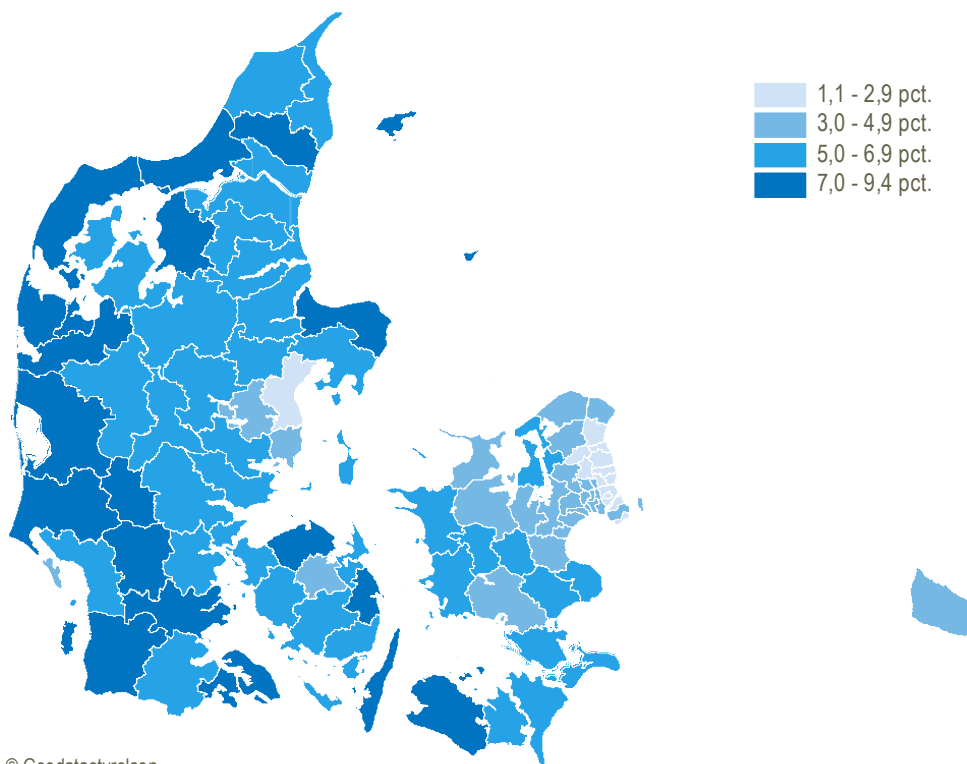 1,1 - 2,9 pct.
3,0 - 4,9 pct.
5,0 - 6,9 pct.
7,0 - 9,4 pct.
© Geodatastyrelsen